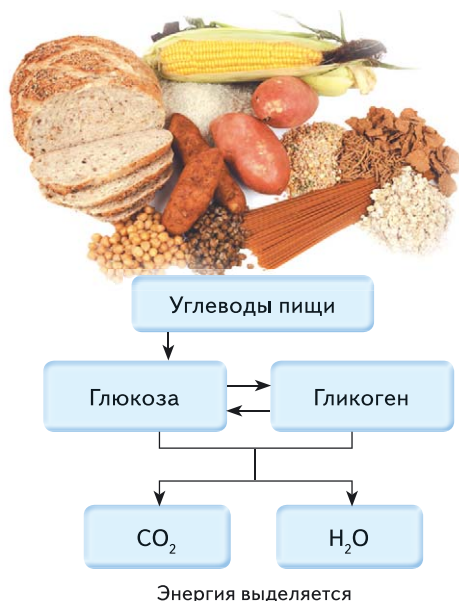 Углеводы пищи
Глюкоза
Гликоген
CO₂
H₂O
Энергия выделяется